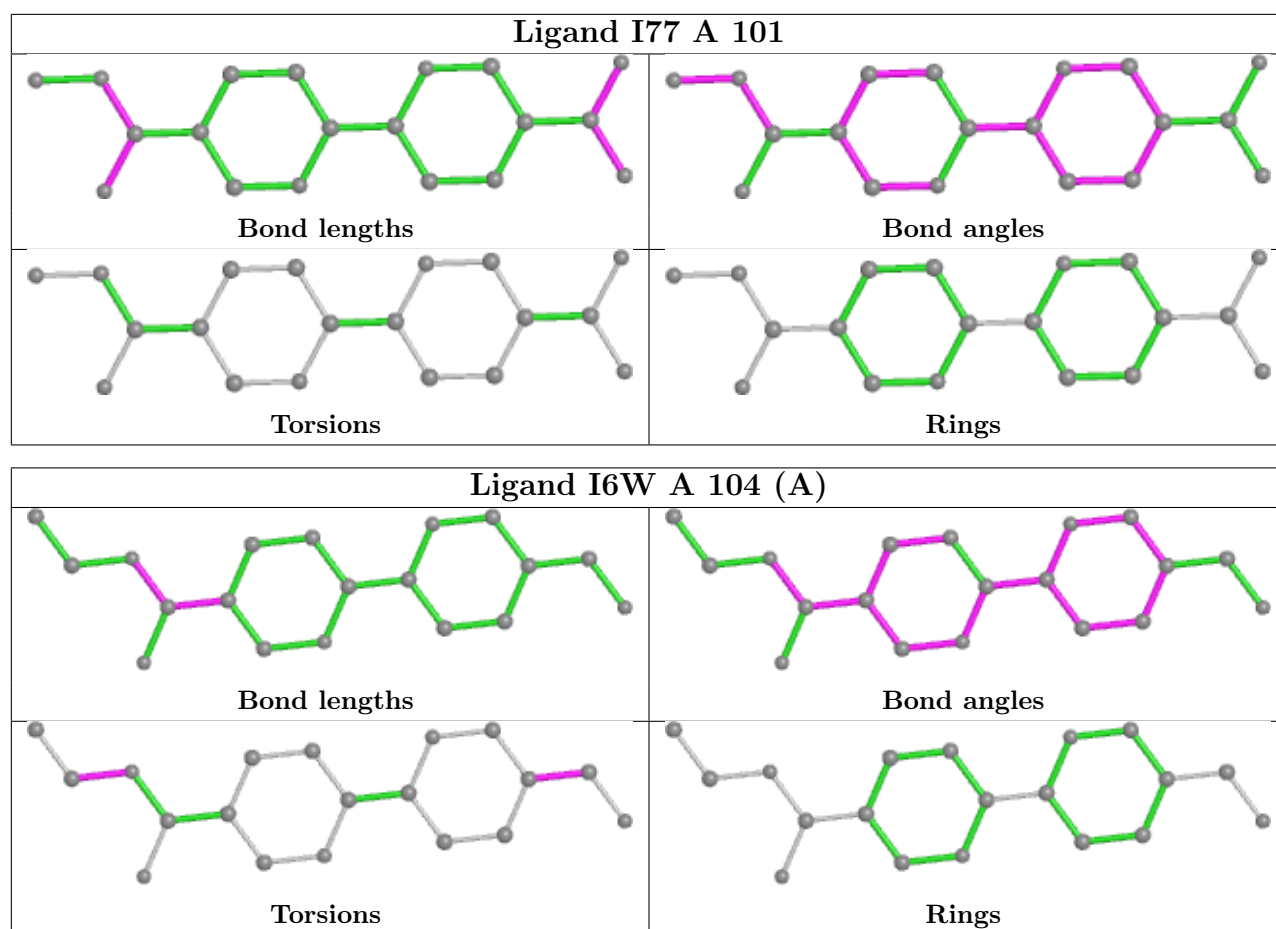 Ligand I77 A 101
Bond lengths
Bond angles
Torsions
Rings
Ligand I6W A 104 (A)
Bond lengths
Bond angles
Torsions
Rings